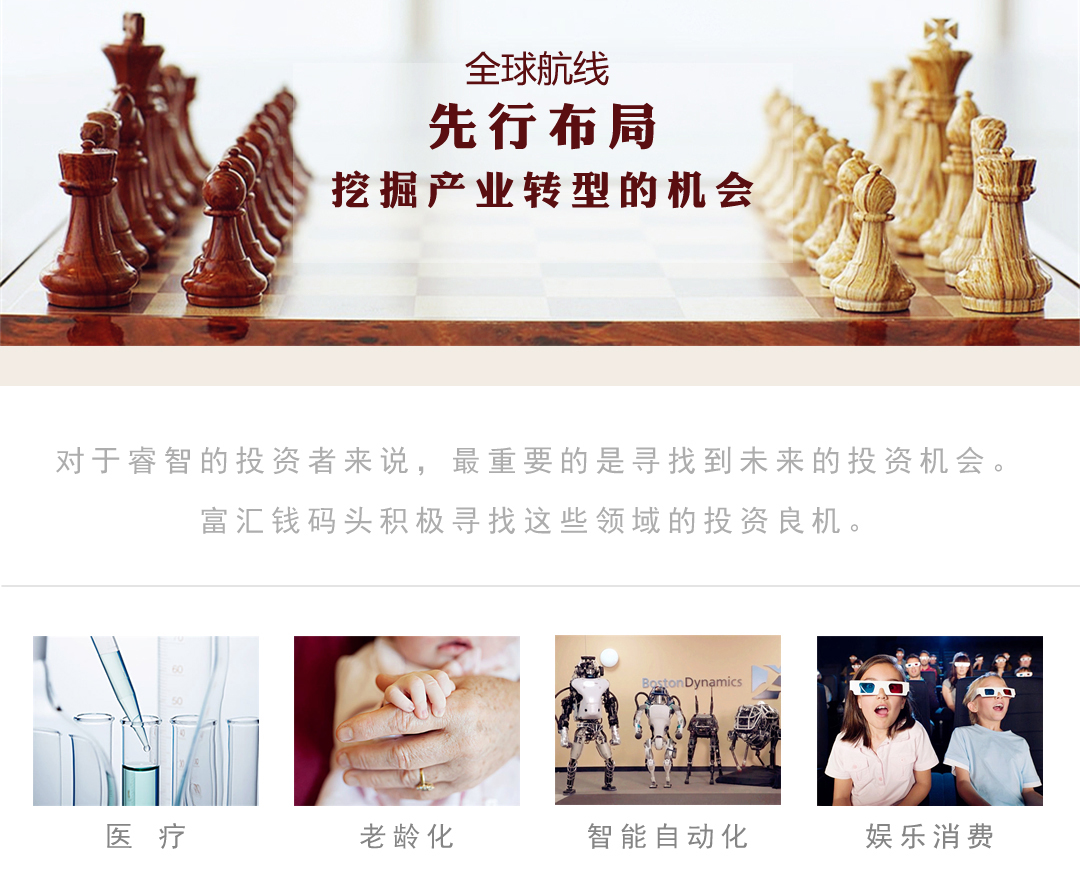 全球航线
先行布局
挖掘产业转型的机会
对于睿智的投资者来说，最重要的是寻找到未来的投资机会。
富汇钱码头积极寻找这些领域的投资良机。
BostonDynamics
医 疗
老龄化
智能自动化
娱乐消费